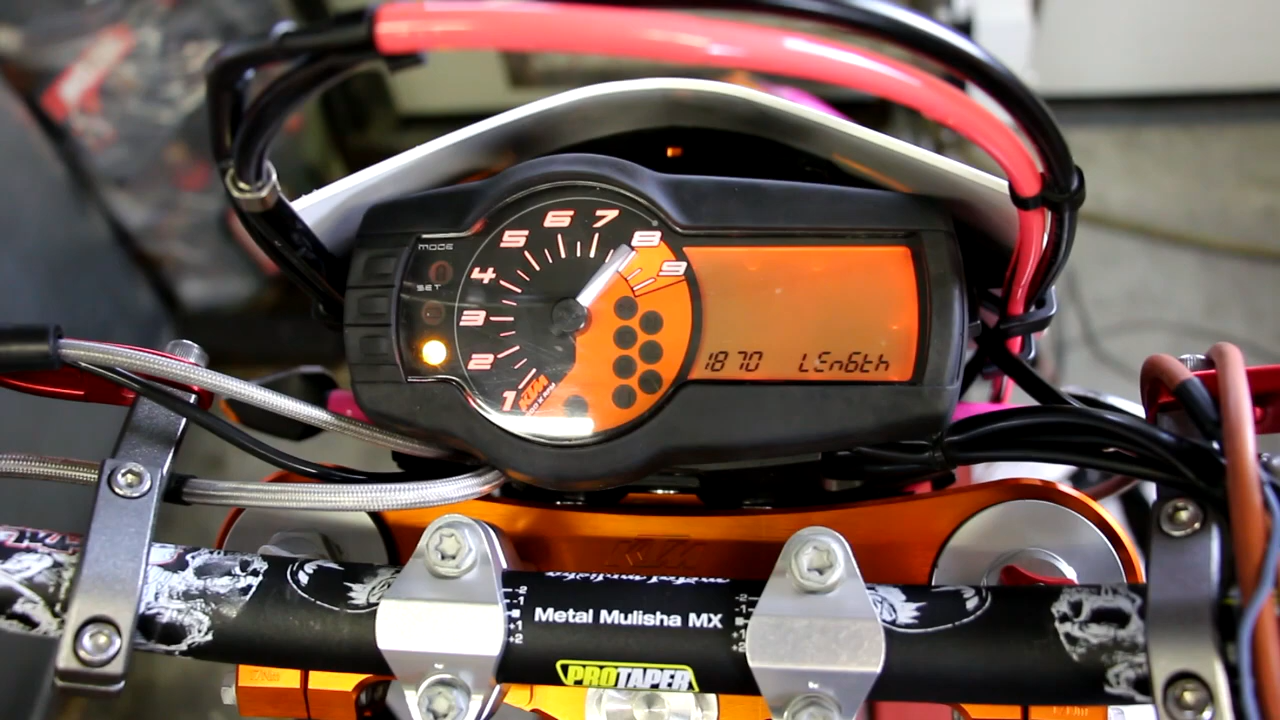 MODE
SET
1
2
3
4
5
6
7
8
9
KTM
1870 LEn6th
KTM
-2
-1
+1
+2
Metal Mulisha MX
-2
-1
+1
+2
PROTAPER